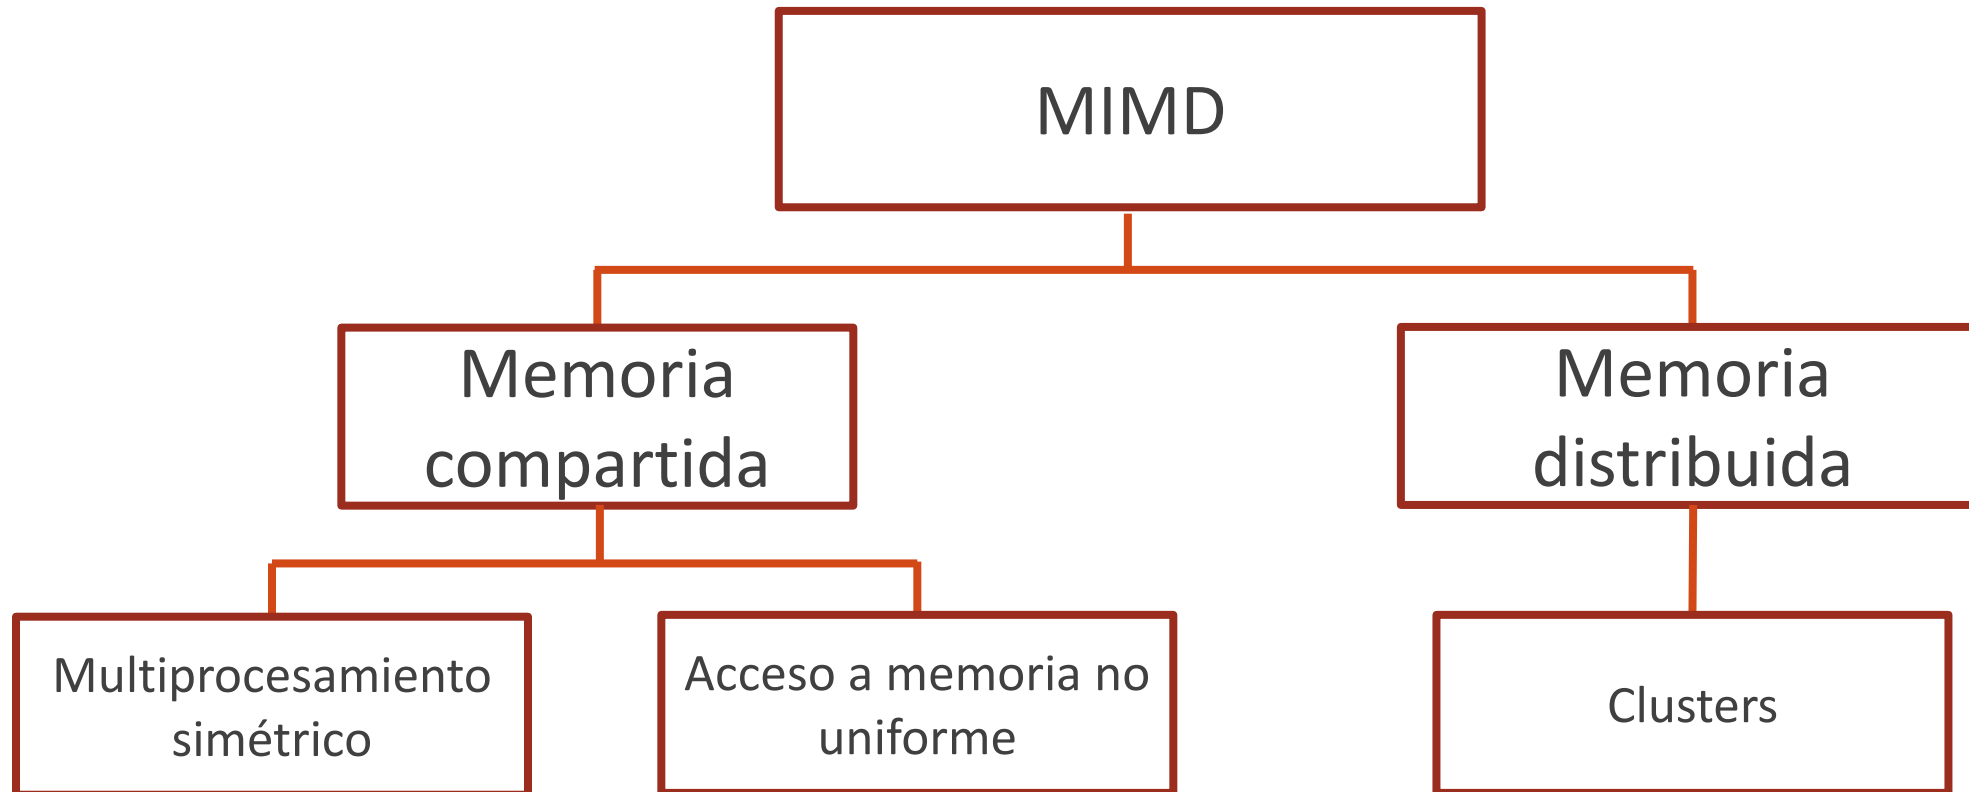 MIMD
Memoria
compartida
Memoria
distribuida
Multiprocesamiento
simétrico
Acceso a memoria no
uniforme
Clusters